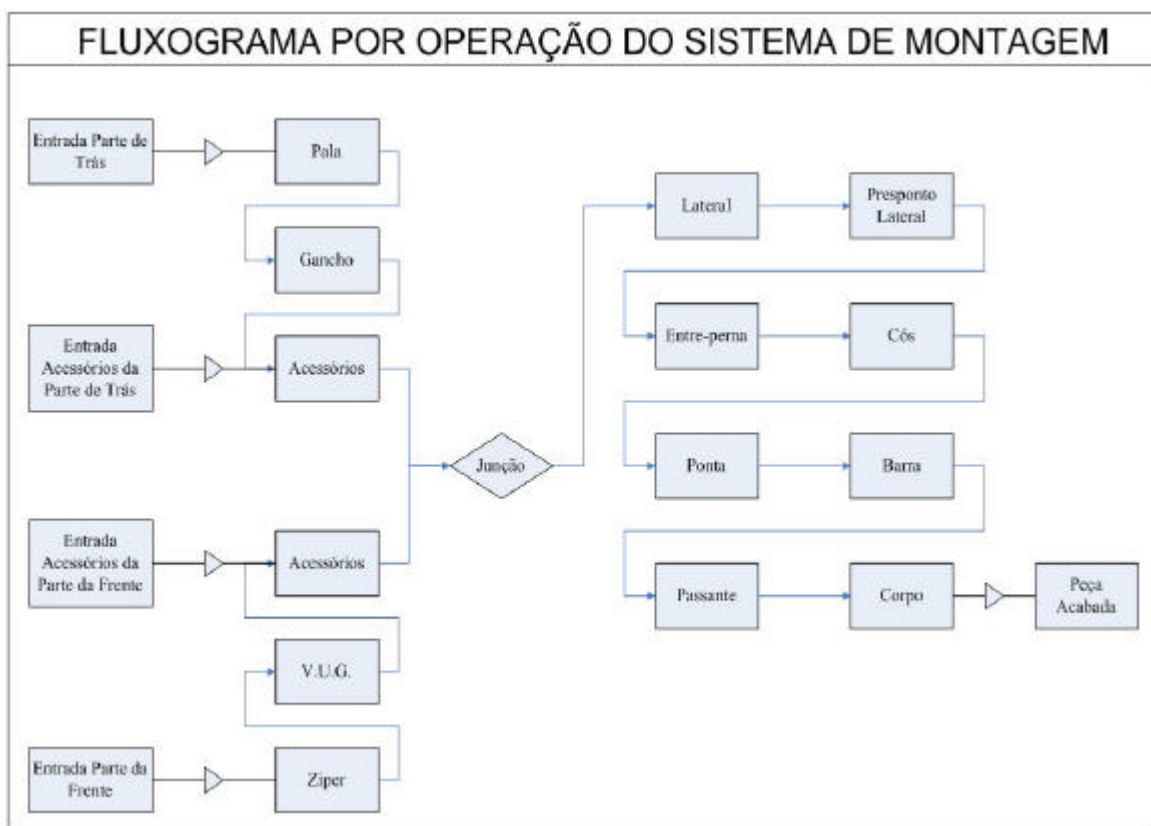 FLUXOGRAMA POR OPERAÇÃO DO SISTEMA DE MONTAGEM
Entrada Parte de
Trás
Pala
Gancho
Entrada
Acessórios da
Parte de Trás
Acessórios
Entrada
Acessórios da
Parte da Frente
Acessórios
V.U.G.
Entrada Parte da
Frente
Ziper
Junção
Lateral
Presponto
Lateral
Entre-perna
Cós
Ponta
Barra
Passante
Corpo
Peça
Acabada